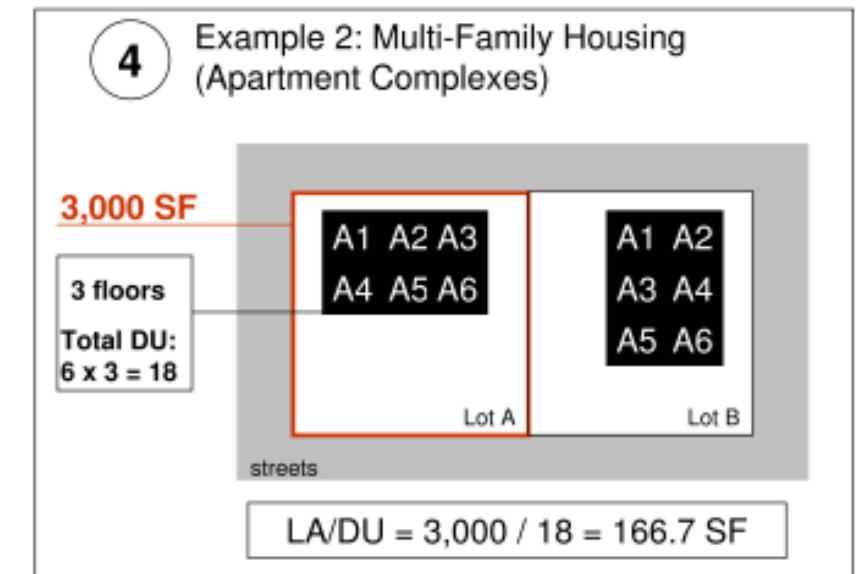 4
Example 2: Multi-Family Housing
(Apartment Complexes)
3,000 SF
3 floors
Total DU:
6 x 3 = 18
A1 A2 A3
A4 A5 A6
Lot A
A1 A2
A3 A4
A5 A6
Lot B
streets
LA/DU = 3,000 / 18 = 166.7 SF